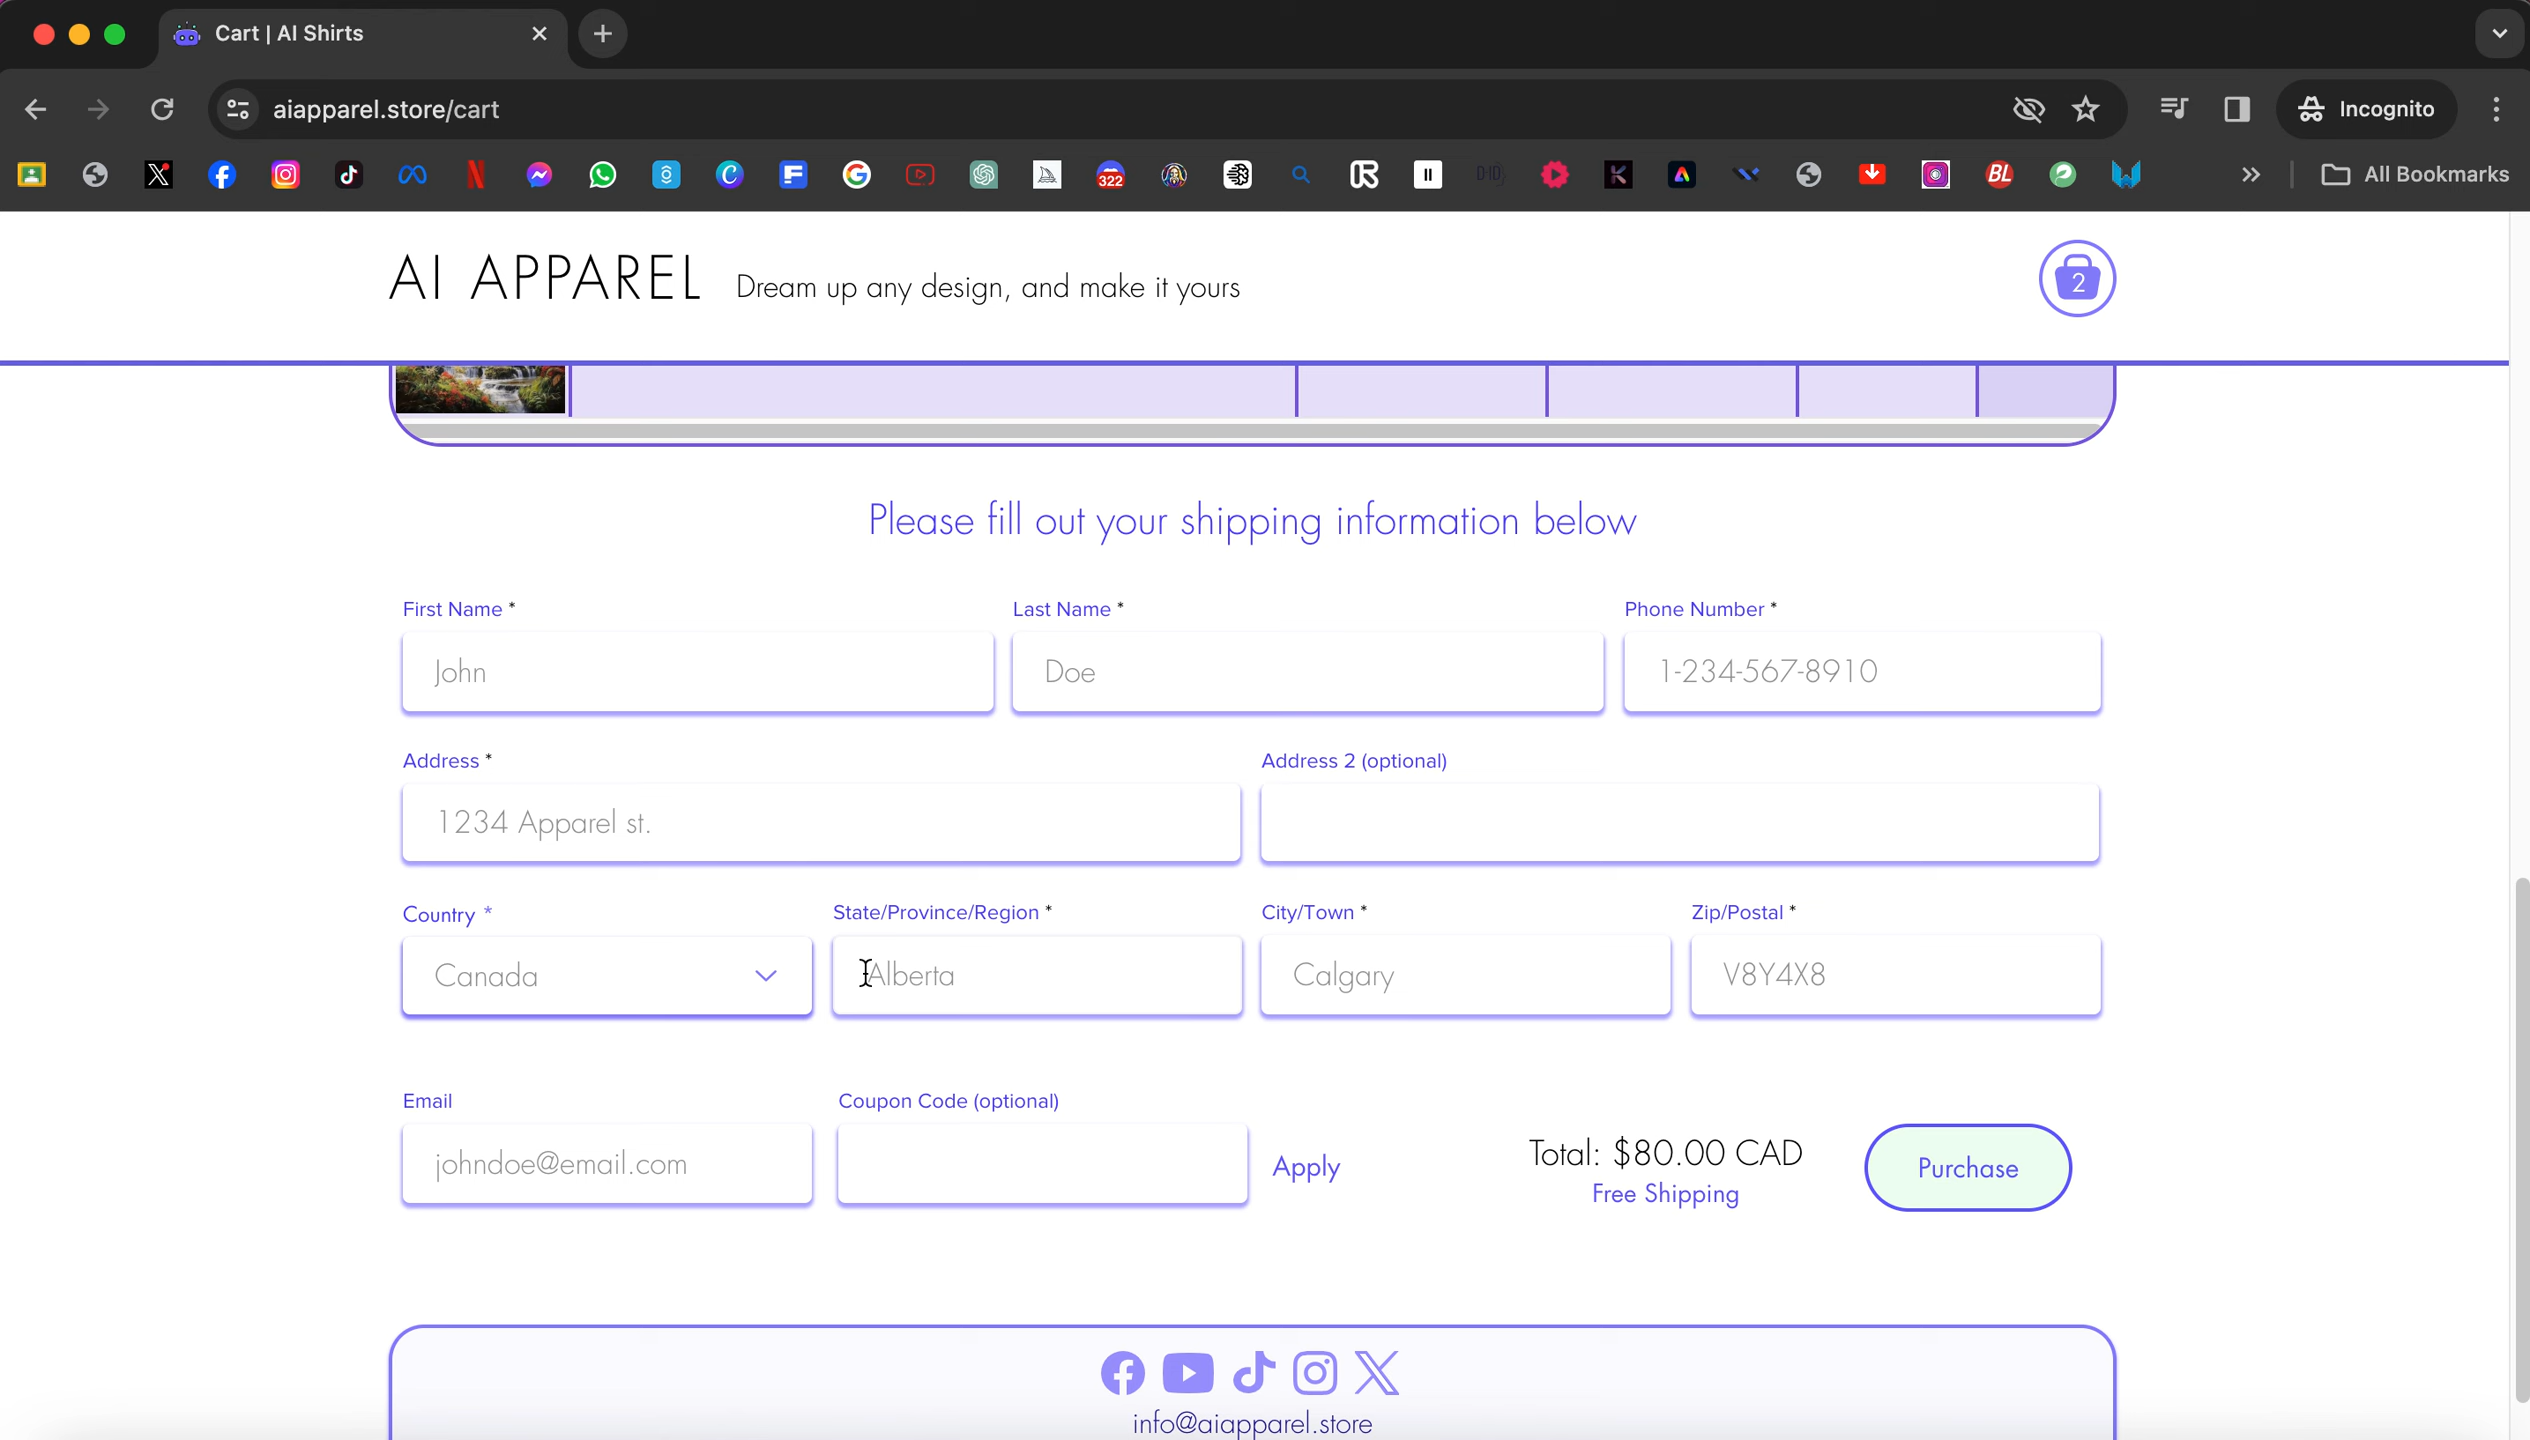 Cart | AI Shirts
aiapparel.store/cart
Incognito
322
BL
All Bookmarks
AI APPAREL Dream up any design, and make it yours
2
Please fill out your shipping information below
First Name * Last Name * Phone Number *
John Doe 1-234-567-8910
Address * Address 2 (optional)
1234 Apparel st.
Country * State/Province/Region * City/Town * Zip/Postal *
Canada Alberta Calgary V8Y4X8
Email Coupon Code (optional)
johndoe@email.com Apply Total: $80.00 CAD Purchase
Free Shipping
info@aiapparel.store